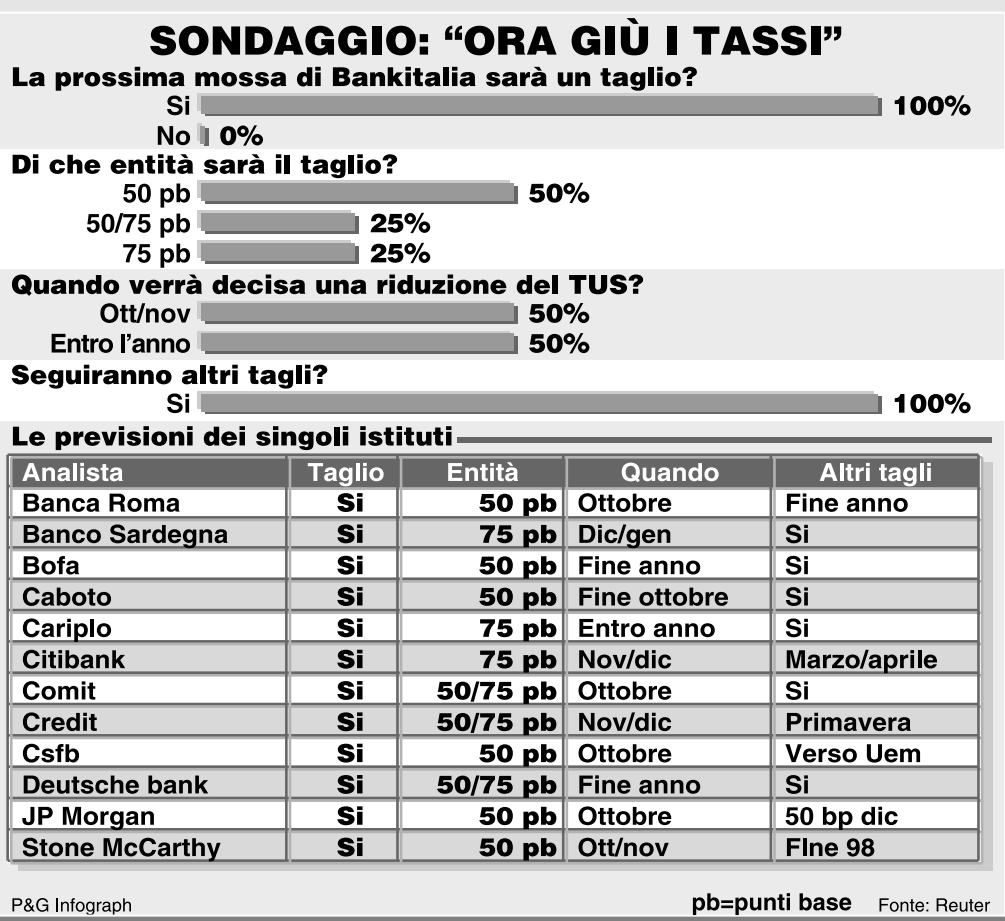 SONDAGGIO: “ORA GIÙ I TASSI”
La prossima mossa di Bankitalia sarà un taglio?
Si 100%
No 0%
Di che entità sarà il taglio?
50 pb 50%
50/75 pb 25%
75 pb 25%
Quando verrà decisa una riduzione del TUS?
Ott/nov 50%
Entro l’anno 50%
Seguiranno altri tagli?
Si 100%
Le previsioni dei singoli istituti
Analista Taglio Entità Quando Altri tagli
Banca Roma Si 50 pb Ottobre Fine anno
Banco Sardegna Si 75 pb Dic/gen Si
Bofa Si 50 pb Fine anno Si
Caboto Si 50 pb Fine ottobre Si
Cariplo Si 75 pb Entro anno Si
Citibank Si 75 pb Nov/dic Marzo/aprile
Comit Si 50/75 pb Ottobre Si
Credit Si 50/75 pb Nov/dic Primavera
Csfb Si 50 pb Ottobre Verso Uem
Deutsche bank Si 50/75 pb Fine anno Si
JP Morgan Si 50 pb Ottobre 50 bp dic
Stone McCarthy Si 50 pb Ott/nov FIne 98
P&G Infograph pb=punti base Fonte: Reuter